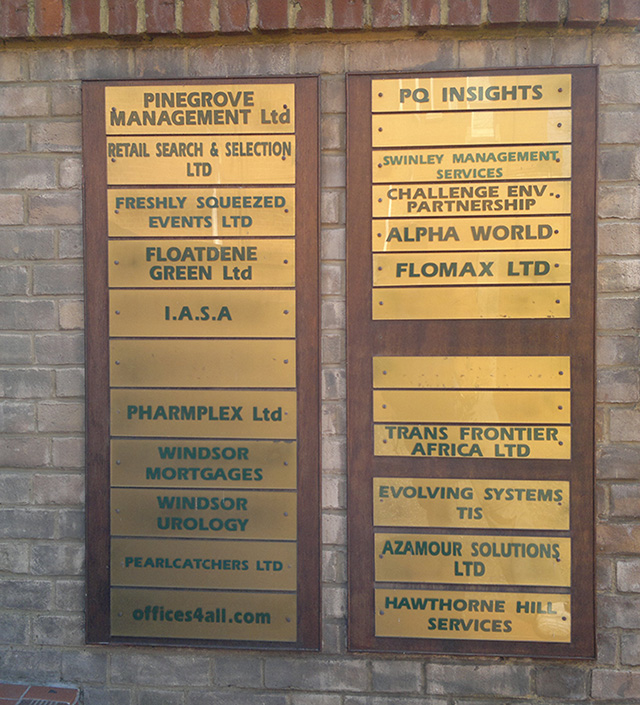 PINEGROVE
MANAGEMENT Ltd
RETAIL SEARCH & SELECTION
LTD
FRESHLY SQUEEZED
EVENTS LTD
FLOATDENE
GREEN Ltd
I.A.S.A
PHARMPLEX Ltd
WINDSOR
MORTGAGES
WINDSOR
UROLOGY
PEARLCATCHERS LTD
offices4all.com
PQ INSIGHTS
SWINLEY MANAGEMENT
SERVICES
CHALLENGE ENV.
PARTNERSHIP
ALPHA WORLD
FLOMAX LTD
TRANS FRONTIER
AFRICA LTD
EVOLVING SYSTEMS
TIS
AZAMOUR SOLUTIONS
LTD
HAWTHORNE HILL
SERVICES